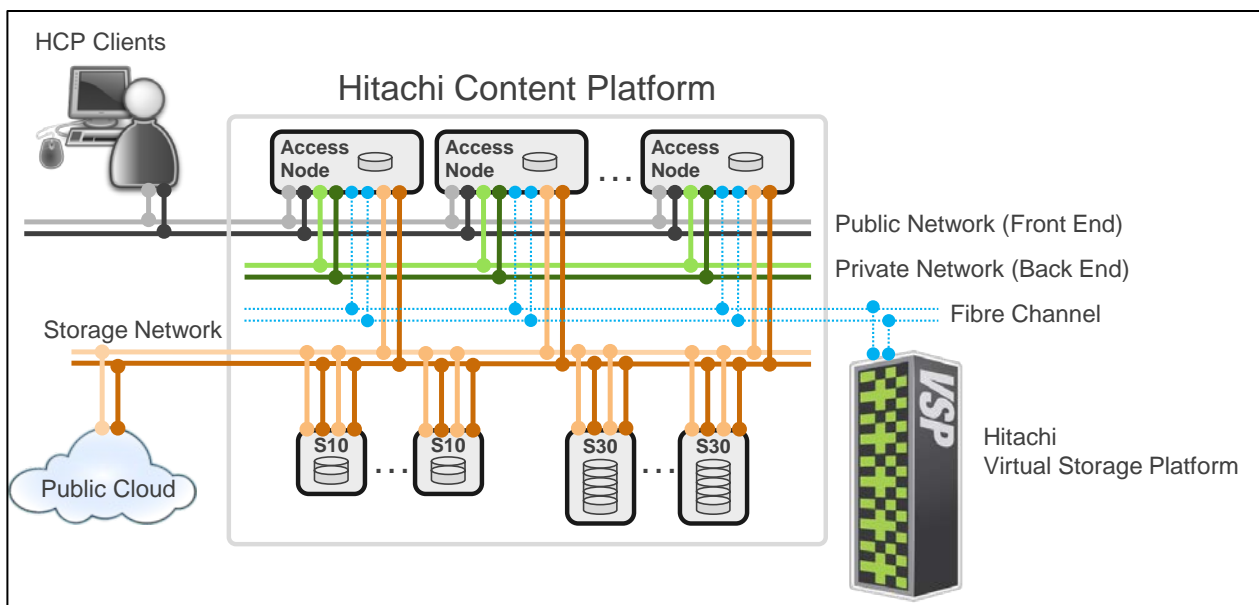 HCP Clients
Hitachi Content Platform
Access
Node
Access
Node
...
Access
Node
Public Network (Front End)
Private Network (Back End)
Fibre Channel
Storage Network
S10
...
S10
S30
...
S30
VSP
Public Cloud
Hitachi
Virtual Storage Platform